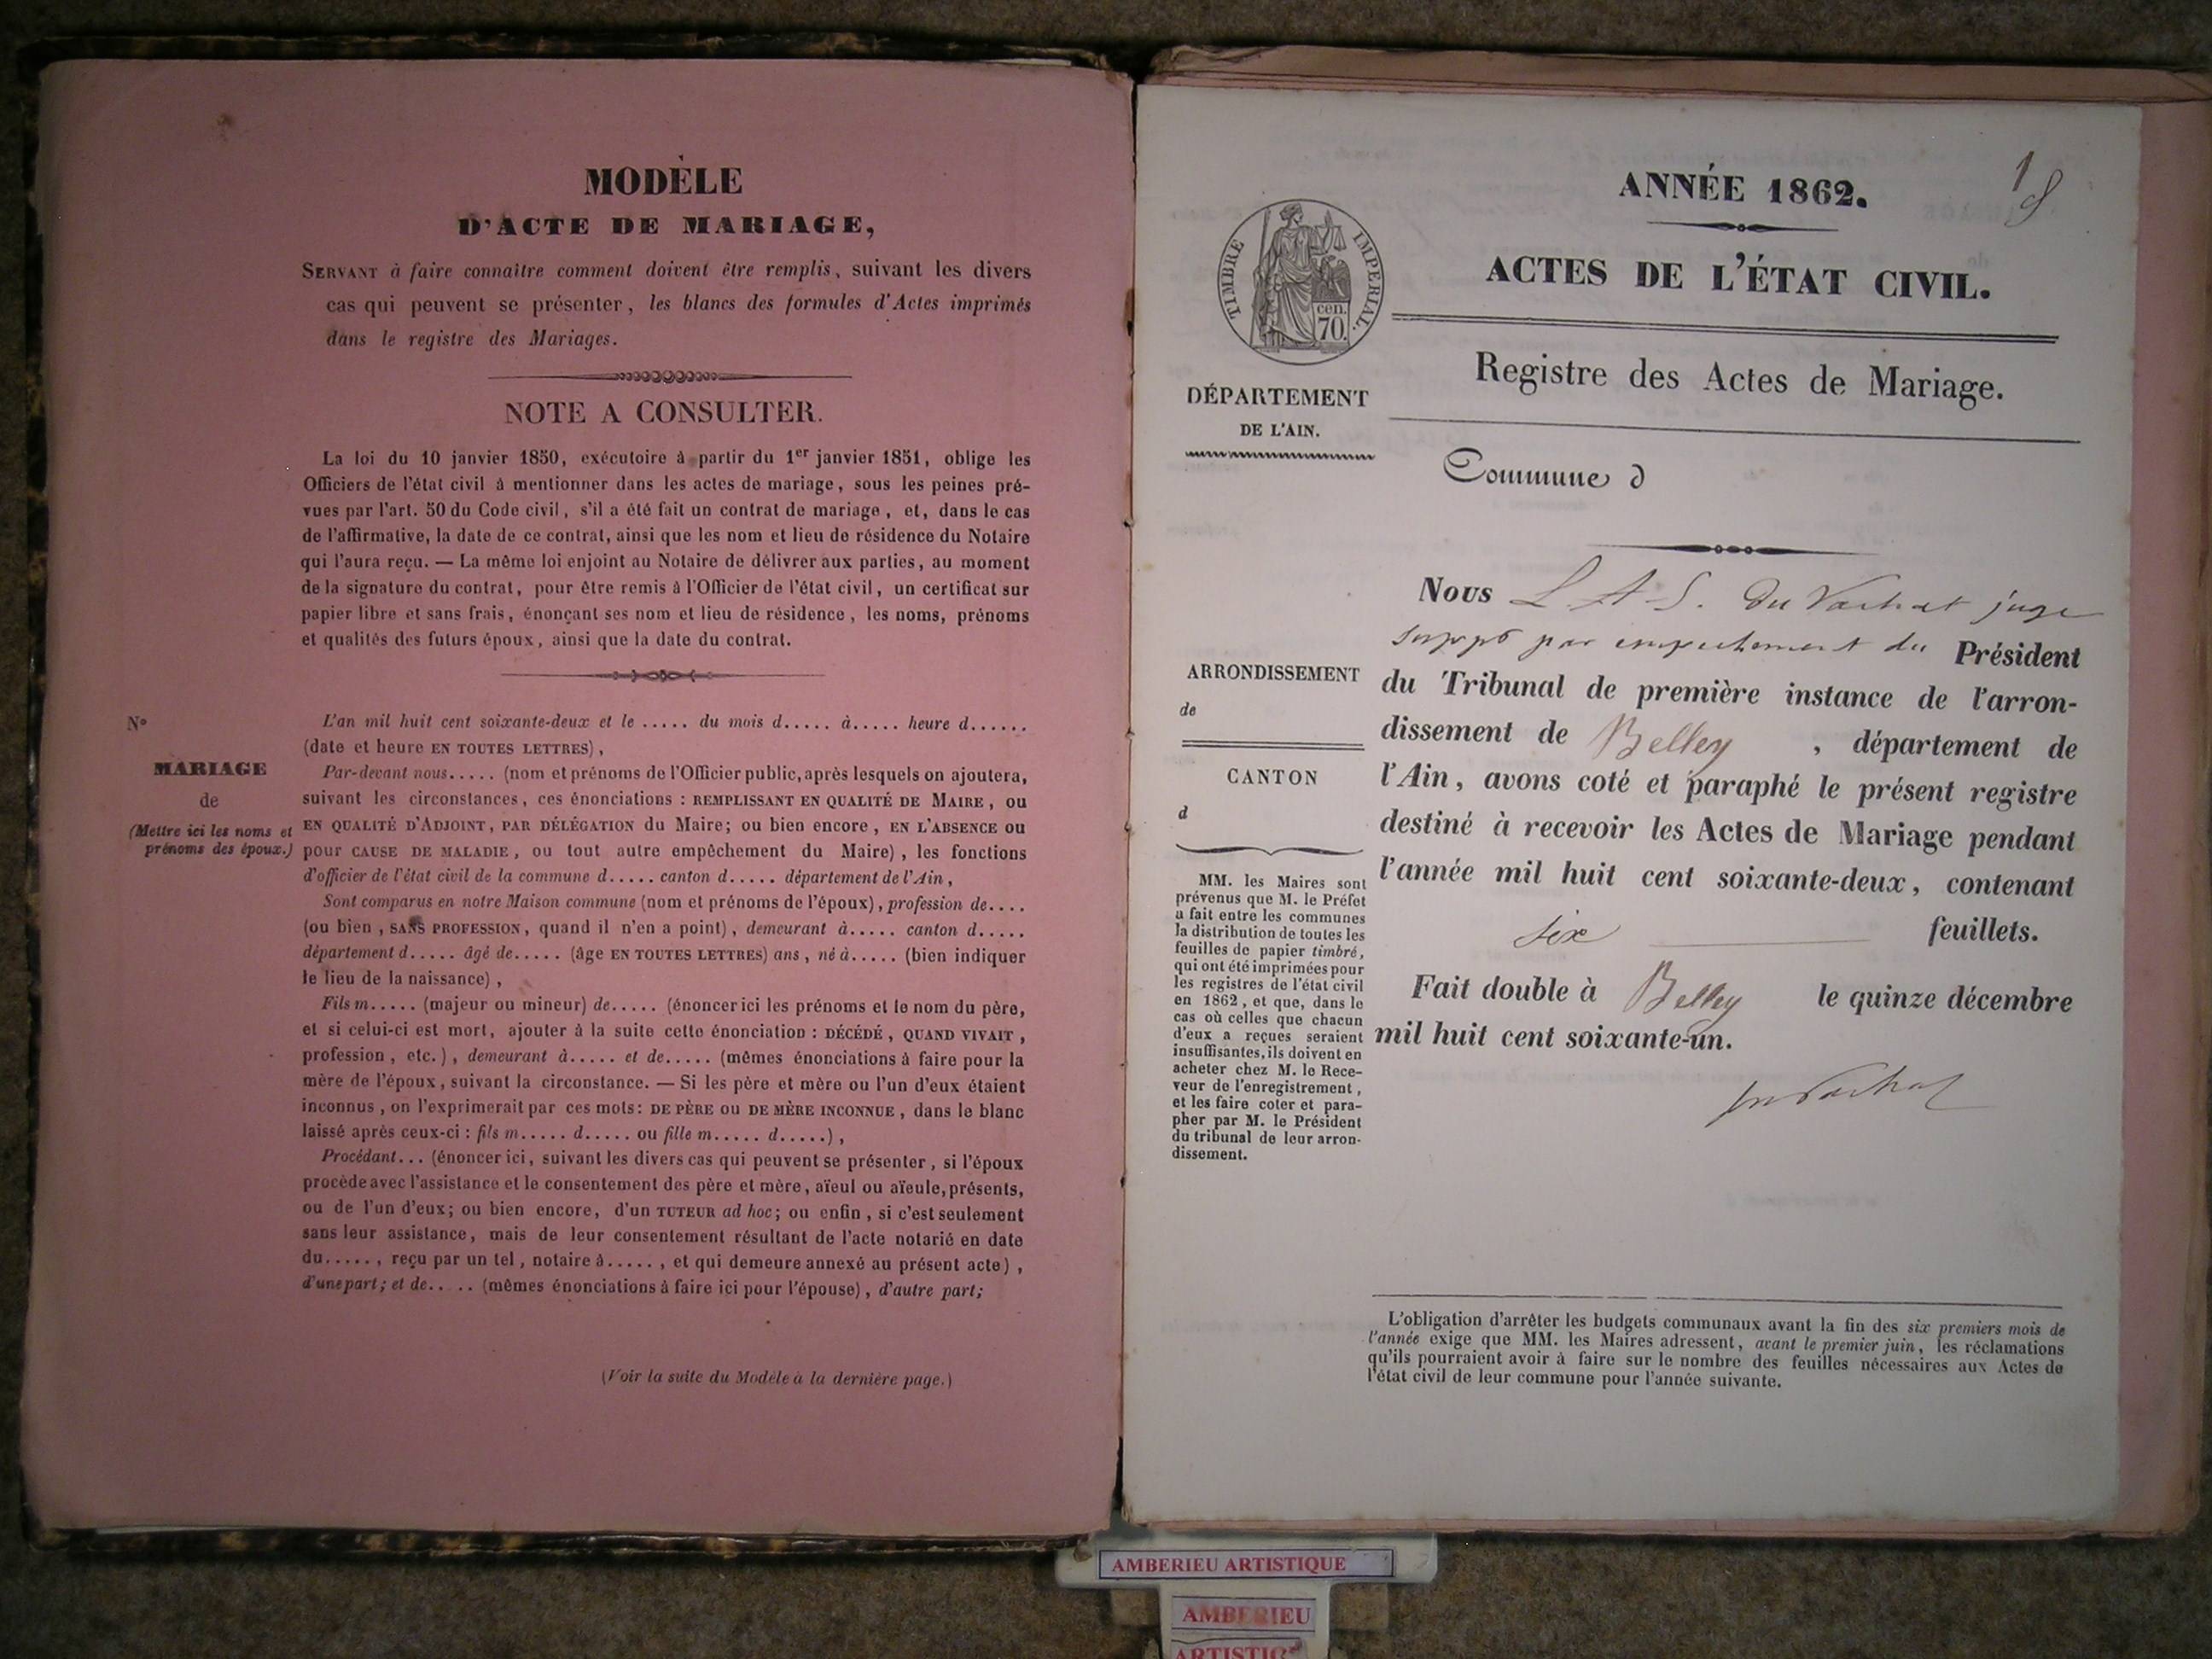 MODÈLE
D'ACTE DE MARIAGE,
SERVANT à faire connaître comment doivent être remplis, suivant les divers
cas qui peuvent se présenter, les blancs des formules d'Actes imprimés
dans le registre des Mariages.
NOTE A CONSULTER.
La loi du 10 janvier 1850, exécutoire à partir du 1er janvier 1851, oblige les
Officiers de l'état civil à mentionner dans les actes de mariage, sous les peines pré-
vues par l'art. 50 du Code civil, s'il a été fait un contrat de mariage, et, dans le cas
de l'affirmative, la date de ce contrat, ainsi que les nom et lieu de résidence du Notaire
qui l'aura reçu. — La même loi enjoint au Notaire de délivrer aux parties, au moment
de la signature du contrat, pour être remis à l'Officier de l'état civil, un certificat sur
papier libre et sans frais, énonçant ses nom et lieu de résidence, les noms, prénoms
et qualités des futurs époux, ainsi que la date du contrat.
N°
MARIAGE
de
(Mettre ici les noms et
prénoms des époux.)
L'an mil huit cent soixante-deux et le ..... du mois d..... à..... heure d......
(date et heure EN TOUTES LETTRES),
Par-devant nous..... (nom et prénoms de l'Officier public, après lesquels on ajoutera,
suivant les circonstances, ces énonciations : REMPLISSANT EN QUALITÉ DE MAIRE, ou
EN QUALITÉ D'ADJOINT, PAR DÉLÉGATION du Maire; ou bien encore, EN L'ABSENCE ou
pour CAUSE DE MALADIE, ou tout autre empêchement du Maire), les fonctions
d'officier de l'état civil de la commune d..... canton d..... département de l'Ain,
Sont comparus en notre Maison commune (nom et prénoms de l'époux), profession de....
(ou bien, SANS PROFESSION, quand il n'en a point), demeurant à..... canton d.....
département d..... âgé de..... (âge EN TOUTES LETTRES) ans, né à..... (bien indiquer
le lieu de la naissance),
Fils m..... (majeur ou mineur) de..... (énoncer ici les prénoms et le nom du père,
et si celui-ci est mort, ajouter à la suite cette énonciation : DÉCÉDÉ, QUAND VIVAIT,
profession, etc.), demeurant à..... et de..... (mêmes énonciations à faire pour la
mère de l'époux, suivant la circonstance. — Si les père et mère ou l'un d'eux étaient
inconnus, on l'exprimerait par ces mots: DE PÈRE OU DE MÈRE INCONNUE, dans le blanc
laissé après ceux-ci : fils m..... d..... ou fille m..... d.....),
Procédant... (énoncer ici, suivant les divers cas qui peuvent se présenter, si l'époux
procède avec l'assistance et le consentement des père et mère, aïeul ou aïeule, présents,
ou de l'un d'eux; ou bien encore, d'un TUTEUR ad hoc; ou enfin, si c'est seulement
sans leur assistance, mais de leur consentement résultant de l'acte notarié en date
du....., reçu par un tel, notaire à....., et qui demeure annexé au présent acte),
d'une part; et de..... (mêmes énonciations à faire ici pour l'épouse), d'autre part;
(Voir la suite du Modèle à la dernière page.)
1
ANNÉE 1862.
ACTES DE L'ÉTAT CIVIL.
TIMBRE IMPERIAL.
cen.
70.
Registre des Actes de Mariage.
DÉPARTEMENT
DE L'AIN.
Commune d
Nous L. A. S. Du Vachat juge
suppt par empechement du Président
du Tribunal de première instance de l'arron-
dissement de Belley, département de
l'Ain, avons coté et paraphé le présent registre
destiné à recevoir les Actes de Mariage pendant
l'année mil huit cent soixante-deux, contenant
six feuillets.
Fait double à Belley le quinze décembre
mil huit cent soixante-un.
DuVachat
ARRONDISSEMENT
de
CANTON
d
MM. les Maires sont
prévenus que M. le Préfet
a fait entre les communes
la distribution de toutes les
feuilles de papier timbré,
qui ont été imprimées pour
les registres de l'état civil
en 1862, et que, dans le
cas où celles que chacun
d'eux a reçues seraient
insuffisantes, ils doivent en
acheter chez M. le Rece-
veur de l'enregistrement,
et les faire coter et para-
pher par M. le Président
du tribunal de leur arron-
dissement.
L'obligation d'arrêter les budgets communaux avant la fin des six premiers mois de
l'année exige que MM. les Maires adressent, avant le premier juin, les réclamations
qu'ils pourraient avoir à faire sur le nombre des feuilles nécessaires aux Actes de
l'état civil de leur commune pour l'année suivante.
AMBERIEU ARTISTIQUE
AMBERIEU